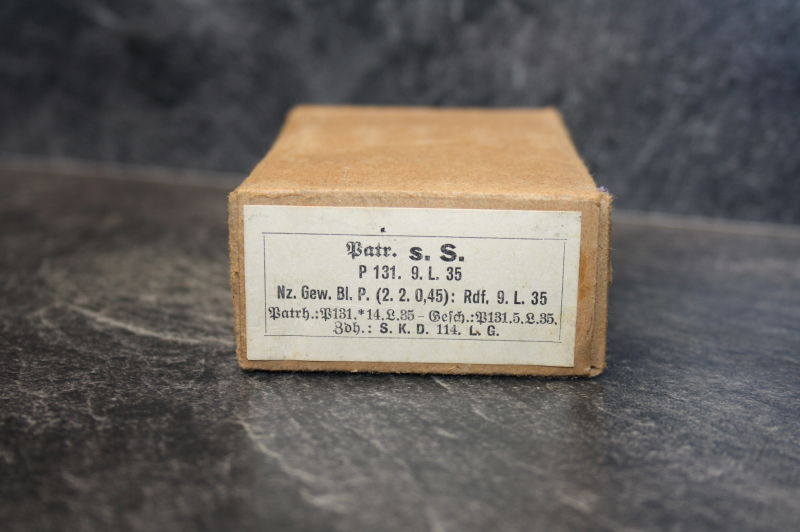 Patr. s. S.
P 131. 9. L. 35
Nz. Gew. Bl. P. (2. 2. 0,45): Rdf. 9. L. 35
Patrh.: P131.* 14. L. 35 – Gesch.: P131. 5. L. 35.
Zdh.: S. K. D. 114. L. G.